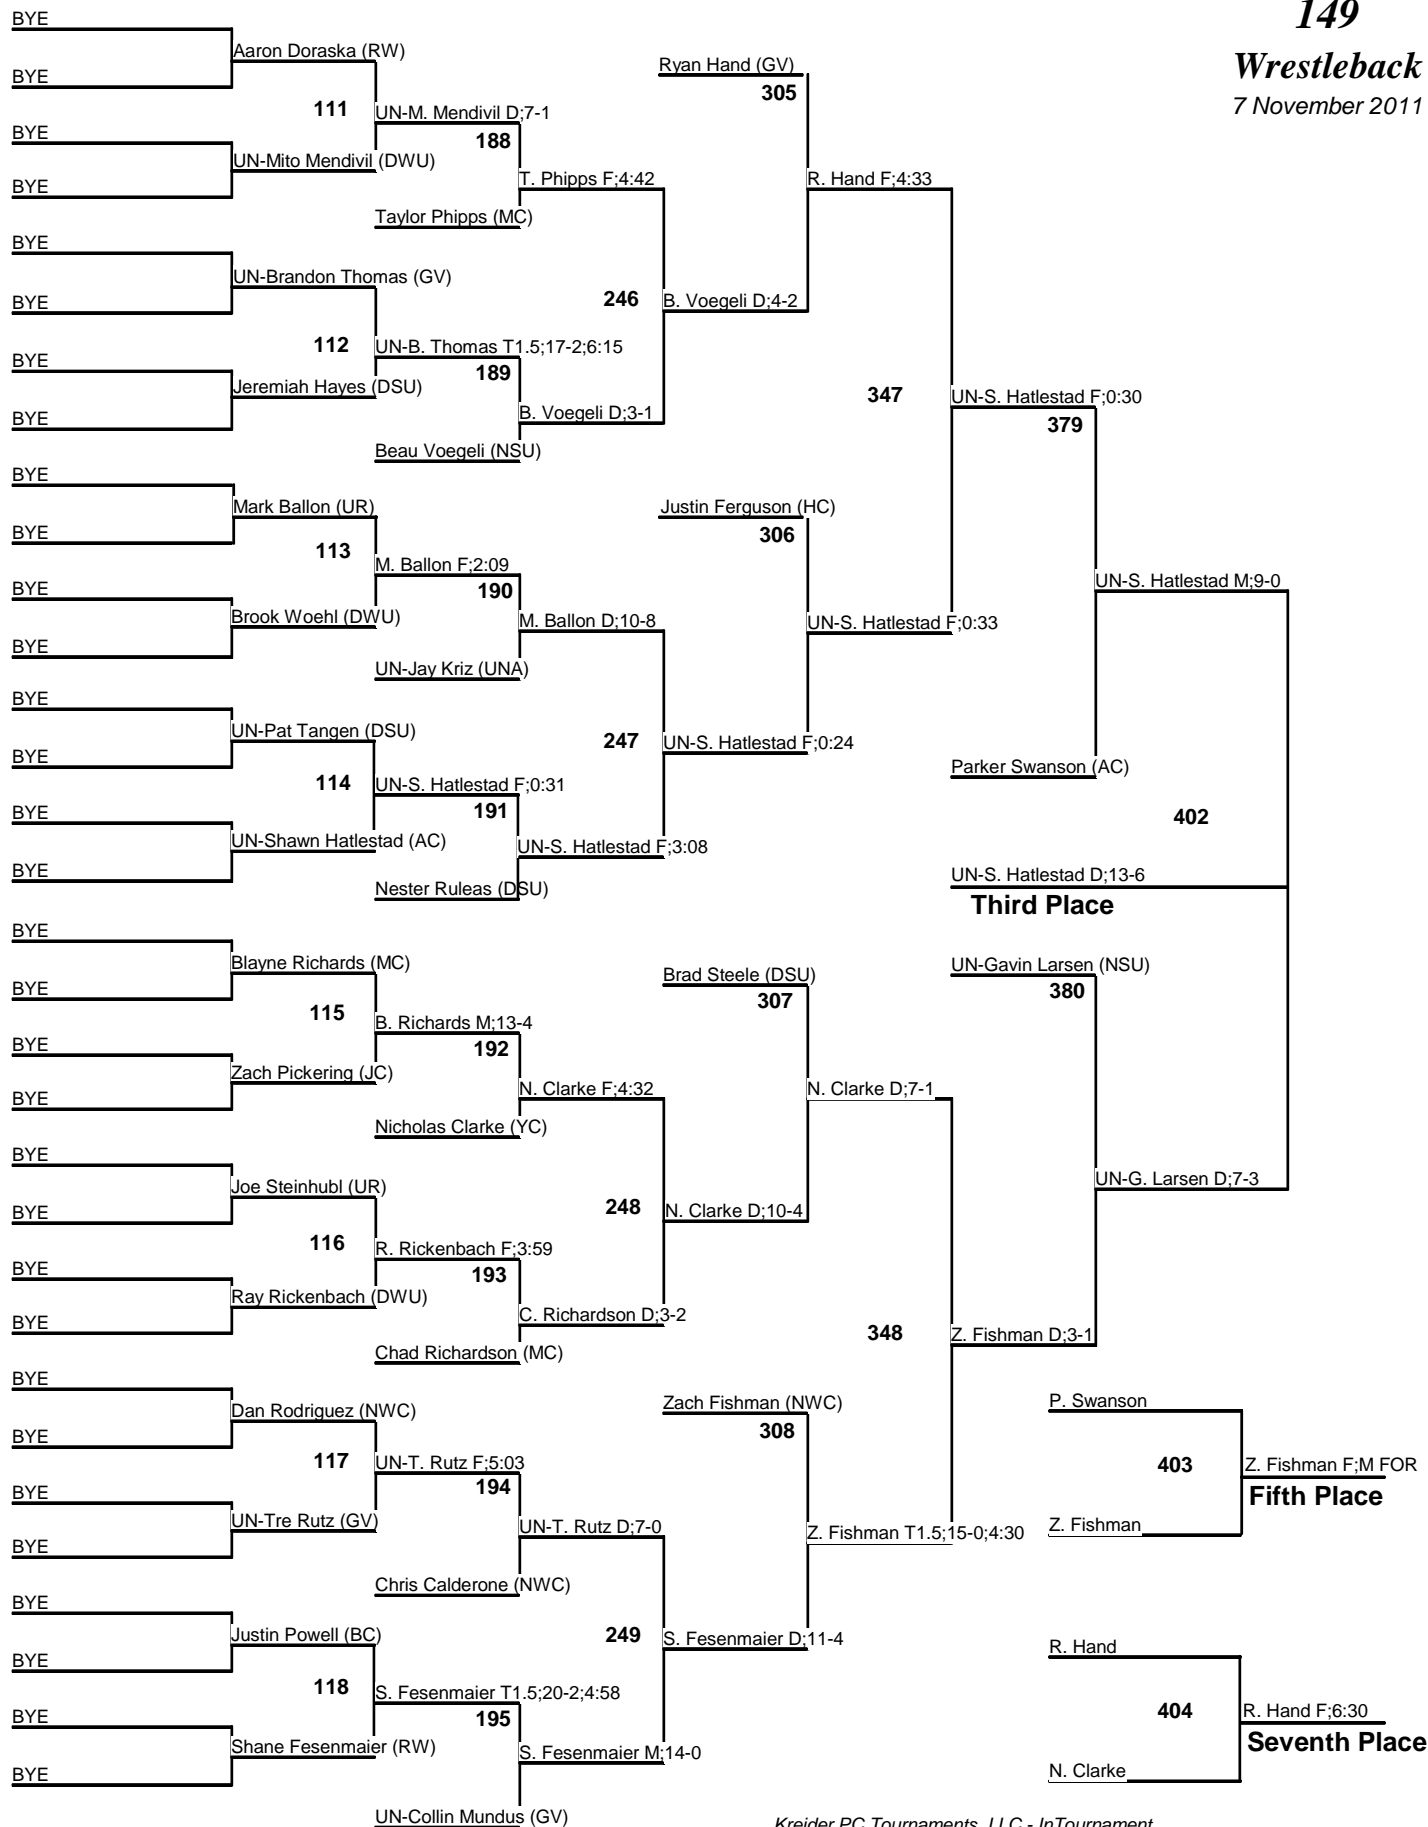 149
Wrestleback
7 November 2011
BYE
Aaron Doraska (RW)
BYE
111
UN-M. Mendivil D;7-1
BYE
UN-Mito Mendivil (DWU)
BYE
188
T. Phipps F;4:42
Taylor Phipps (MC)
BYE
UN-Brandon Thomas (GV)
BYE
112
UN-B. Thomas T1.5;17-2;6:15
BYE
Jeremiah Hayes (DSU)
BYE
189
B. Voegeli D;3-1
Beau Voegeli (NSU)
246
B. Voegeli D;4-2
Ryan Hand (GV)
305
R. Hand F;4:33
BYE
Mark Ballon (UR)
BYE
113
M. Ballon F;2:09
BYE
Brook Woehl (DWU)
BYE
190
M. Ballon D;10-8
UN-Jay Kriz (UNA)
BYE
UN-Pat Tangen (DSU)
BYE
114
UN-S. Hatlestad F;0:31
BYE
UN-Shawn Hatlestad (AC)
BYE
191
UN-S. Hatlestad F;3:08
Nester Ruleas (DSU)
247
UN-S. Hatlestad F;0:24
Justin Ferguson (HC)
306
UN-S. Hatlestad F;0:33
347
UN-S. Hatlestad F;0:30
379
UN-S. Hatlestad M;9-0
Parker Swanson (AC)
402
UN-S. Hatlestad D;13-6
Third Place
BYE
Blayne Richards (MC)
BYE
115
B. Richards M;13-4
BYE
Zach Pickering (JC)
BYE
192
N. Clarke F;4:32
Nicholas Clarke (YC)
BYE
Joe Steinhubl (UR)
BYE
116
R. Rickenbach F;3:59
BYE
Ray Rickenbach (DWU)
BYE
193
C. Richardson D;3-2
Chad Richardson (MC)
248
N. Clarke D;10-4
Brad Steele (DSU)
307
N. Clarke D;7-1
UN-Gavin Larsen (NSU)
380
UN-G. Larsen D;7-3
BYE
Dan Rodriguez (NWC)
BYE
117
UN-T. Rutz F;5:03
BYE
UN-Tre Rutz (GV)
BYE
194
UN-T. Rutz D;7-0
Chris Calderone (NWC)
BYE
Justin Powell (BC)
BYE
118
S. Fesenmaier T1.5;20-2;4:58
BYE
Shane Fesenmaier (RW)
BYE
195
S. Fesenmaier M;14-0
UN-Collin Mundus (GV)
249
S. Fesenmaier D;11-4
Zach Fishman (NWC)
308
Z. Fishman T1.5;15-0;4:30
348
Z. Fishman D;3-1
P. Swanson
403
Z. Fishman F;M FOR
Fifth Place
Z. Fishman
R. Hand
404
R. Hand F;6:30
Seventh Place
N. Clarke
Kreider PC Tournaments, LLC - InTournament